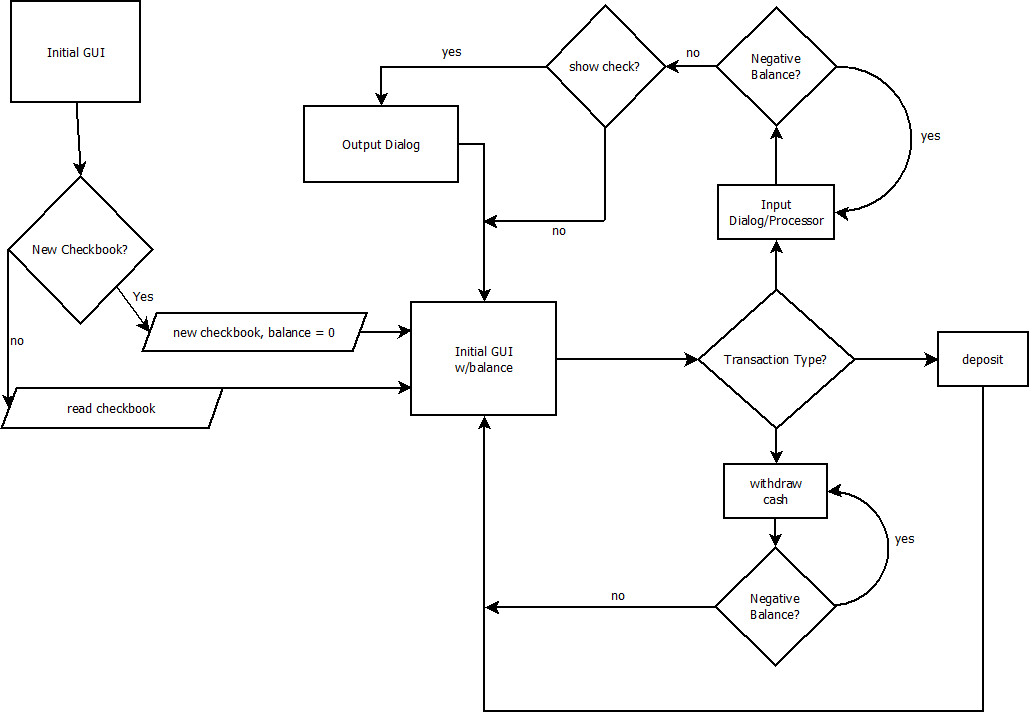 Initial GUI
yes
show check?
no
Negative
Balance?
yes
Output Dialog
Input
Dialog/Processor
no
New Checkbook?
Yes
new checkbook, balance = 0
no
read checkbook
Initial GUI
w/balance
Transaction Type?
deposit
withdraw
cash
yes
Negative
Balance?
no